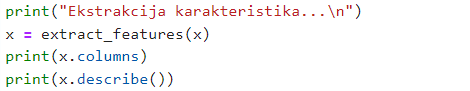 print("Ekstrakcija karakteristika...\n")
x = extract_features(x)
print(x.columns)
print(x.describe())